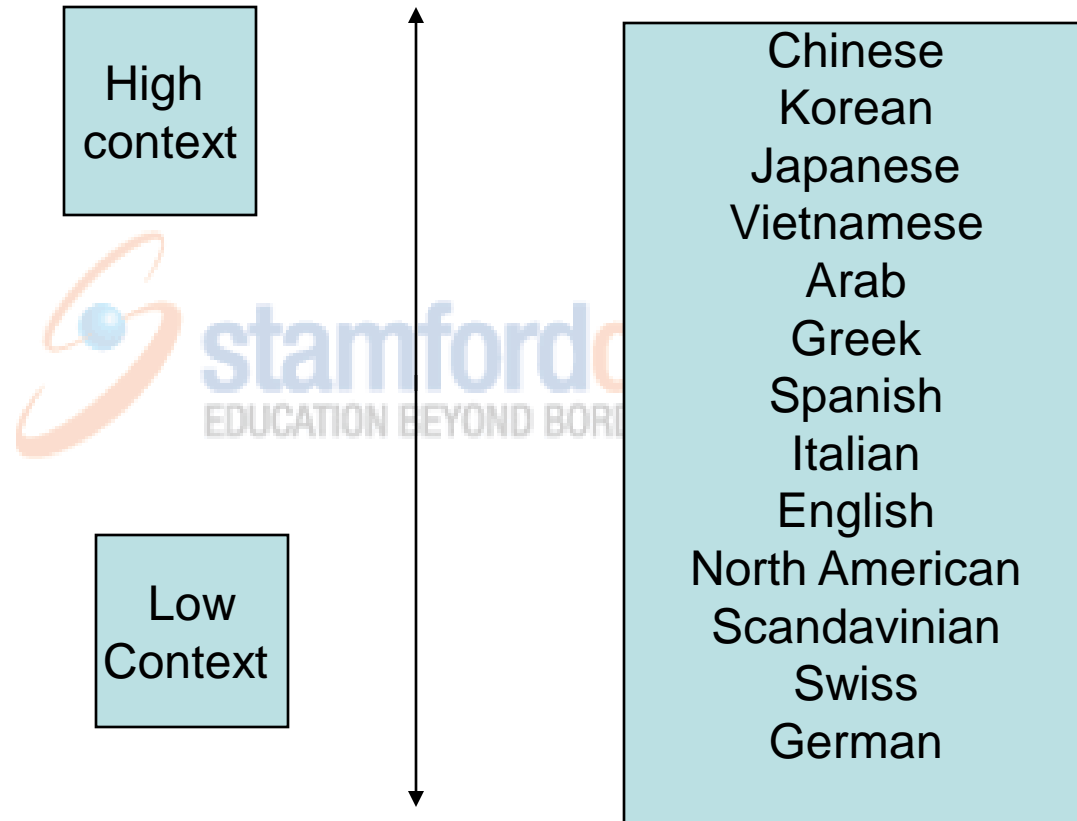 High
context
Chinese
Korean
Japanese
Vietnamese
Arab
Greek
Spanish
Italian
English
North American
Scandavinian
Swiss
German
stamford
EDUCATION BEYOND
Low
Context